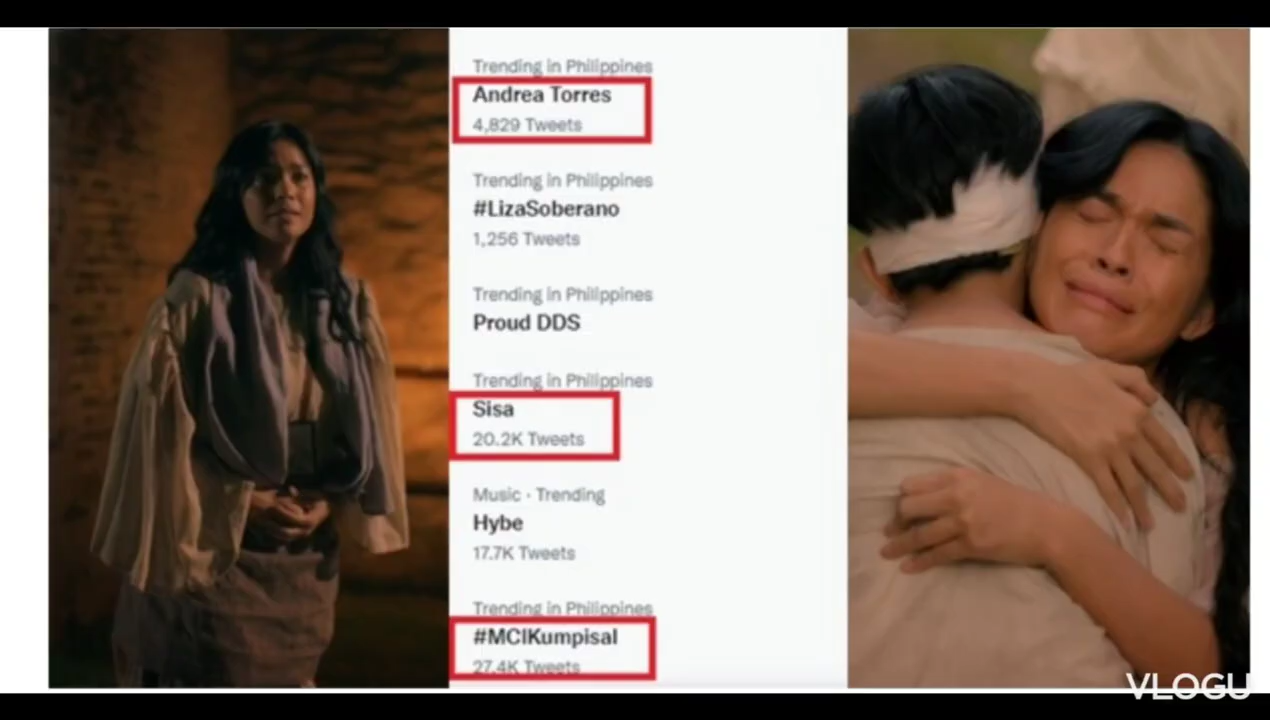 Trending in Philippines
Andrea Torres
4,829 Tweets
Trending in Philippines
#LizaSoberano
1,256 Tweets
Trending in Philippines
Proud DDS
Trending in Philippines
Sisa
20.2K Tweets
Music · Trending
Hybe
17.7K Tweets
Trending in Philippines
#MCIKumpisal
27.4K Tweets
VLOGU